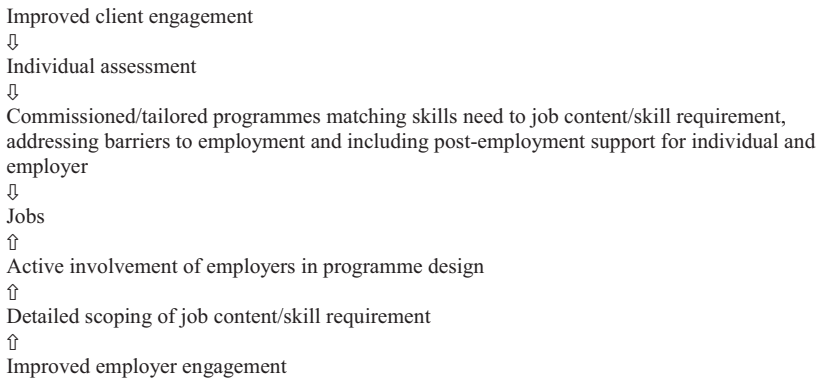 Improved client engagement
⇩
Individual assessment
⇩
Commissioned/tailored programmes matching skills need to job content/skill requirement,
addressing barriers to employment and including post-employment support for individual and
employer
⇩
Jobs
⇧
Active involvement of employers in programme design
⇧
Detailed scoping of job content/skill requirement
⇧
Improved employer engagement